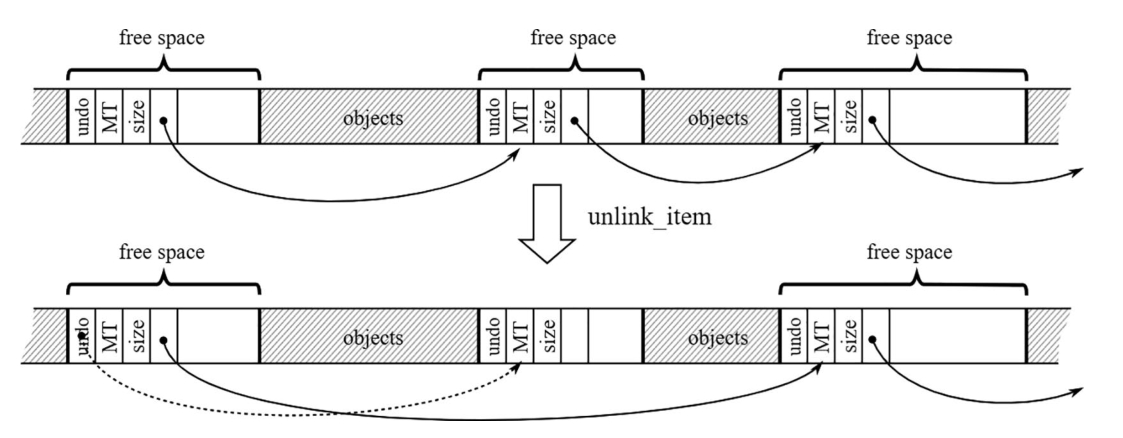 free space free space free space
undo MT size objects undo MT size objects undo MT size
unlink_item
free space free space
undo MT size objects undo MT size objects undo MT size